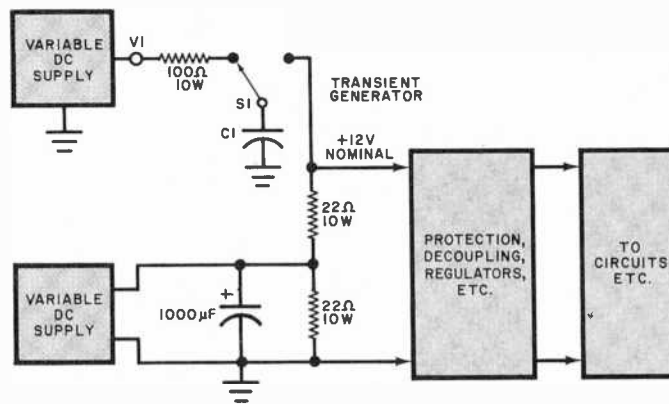 VARIABLE
DC
SUPPLY
V1
100Ω
10W
S1
C1
TRANSIENT
GENERATOR
+12V
NOMINAL
22Ω
10W
PROTECTION,
DECOUPLING,
REGULATORS,
ETC.
TO
CIRCUITS
ETC.
VARIABLE
DC
SUPPLY
+
1000µF
22Ω
10W